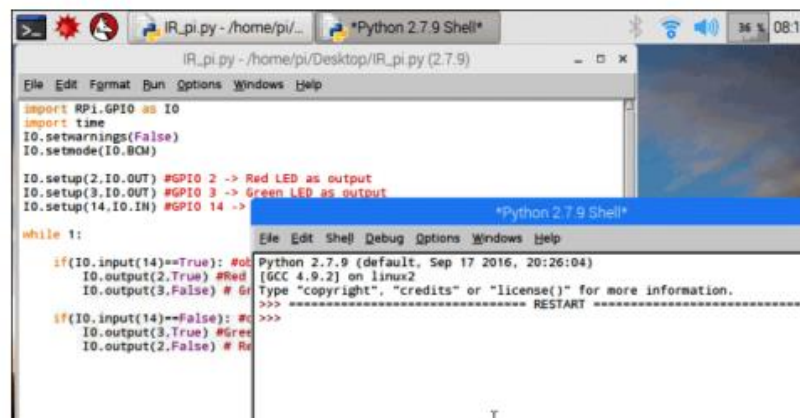 IR_pi.py - /home/pi/...
*Python 2.7.9 Shell*
36 %
08:1
IR_pi.py - /home/pi/Desktop/IR_pi.py (2.7.9)
File Edit Format Run Options Windows Help
import RPi.GPIO as IO
import time
IO.setwarnings(False)
IO.setmode(IO.BCM)
IO.setup(2,IO.OUT) #GPIO 2 -> Red LED as output
IO.setup(3,IO.OUT) #GPIO 3 -> Green LED as output
IO.setup(14,IO.IN) #GPIO 14 ->
while 1:
if(IO.input(14)==True): #ob
IO.output(2,True) #Red
IO.output(3,False) # Gr
if(IO.input(14)==False): #o
IO.output(3,True) #Gree
IO.output(2,False) # Re
*Python 2.7.9 Shell*
File Edit Shell Debug Options Windows Help
Python 2.7.9 (default, Sep 17 2016, 20:26:04)
[GCC 4.9.2] on linux2
Type "copyright", "credits" or "license()" for more information.
>>> ================================ RESTART ================================
>>>